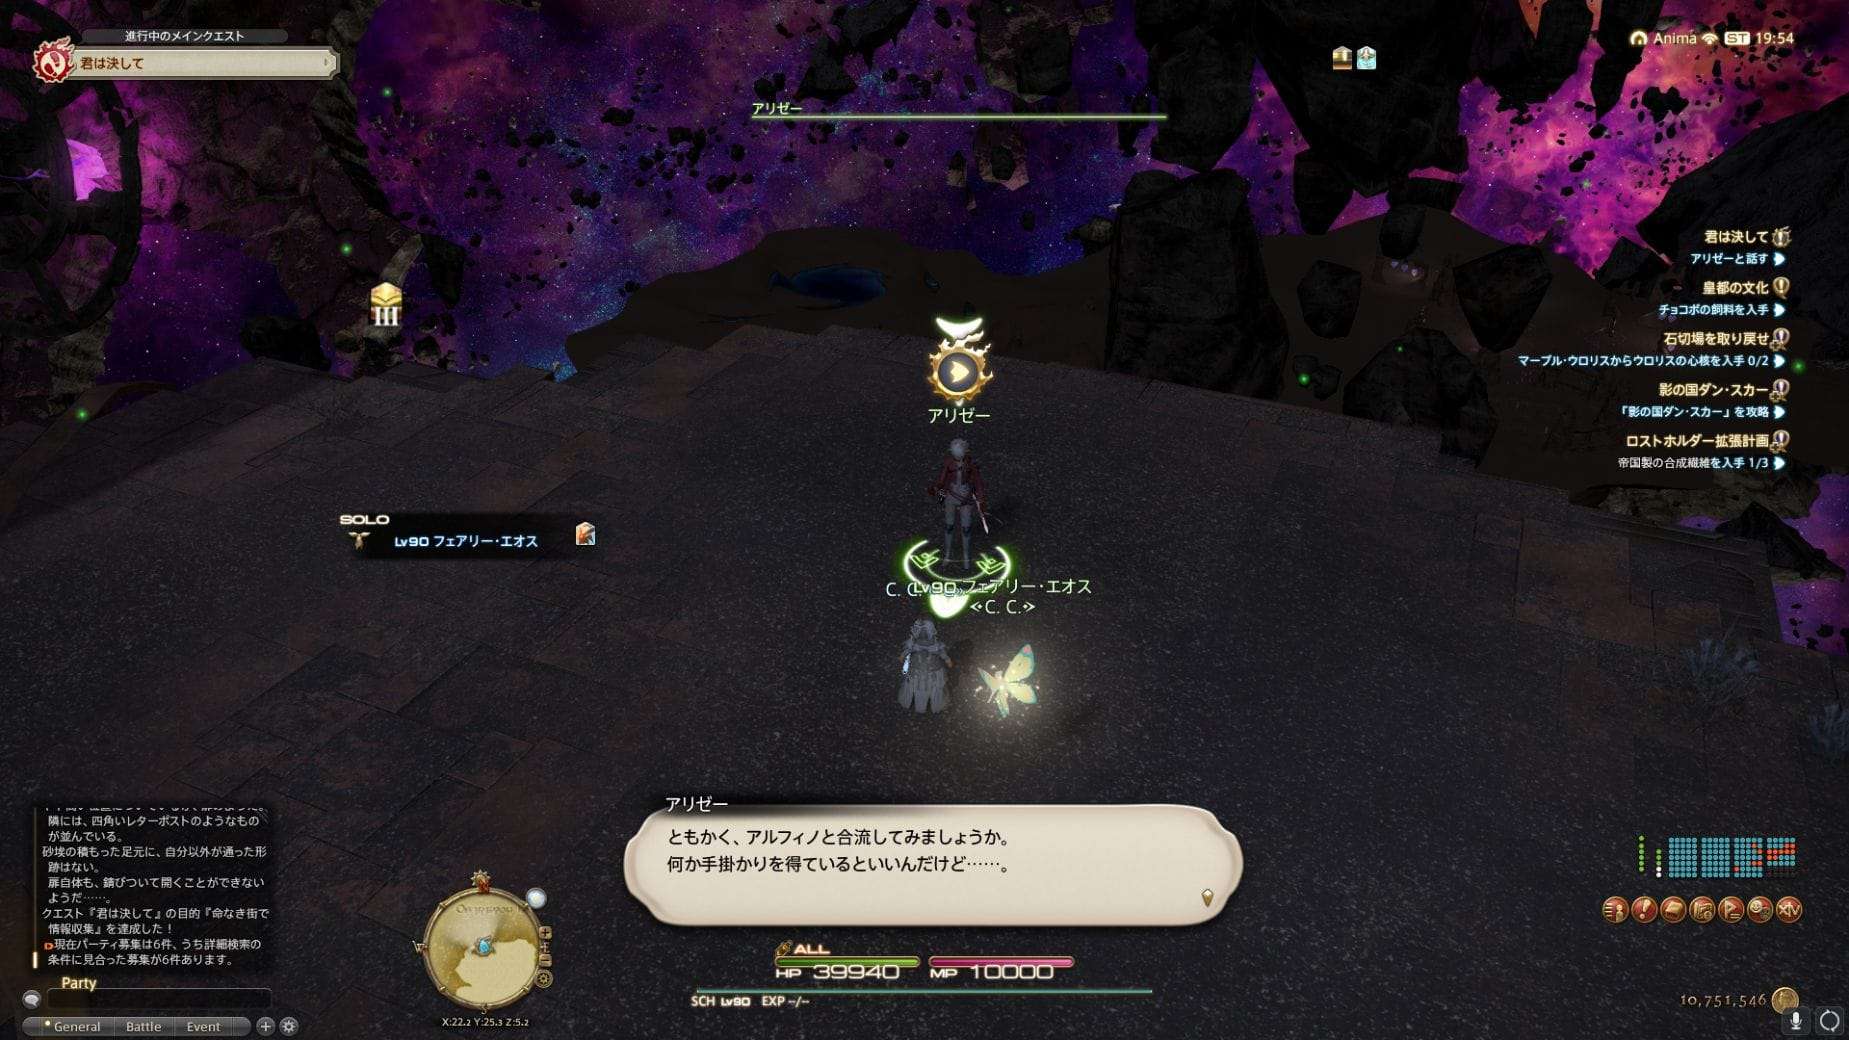 進行中のメインクエスト
君は決して
Anima ST 19:54
アリゼー
君は決して
アリゼーと話す
皇都の文化
チョコボの飼料を入手
石切場を取り戻せ
マーブル・ウロリスからウロリスの心核を入手 0/2
影の国ダン・スカー
「影の国ダン・スカー」を攻略
ロストホルダー拡張計画
帝国製の合成繊維を入手 1/3
III
アリゼー
SOLO
Lv90 フェアリー・エオス
Lv90 フェアリー・エオス
«C. C.»
アリゼー
ともかく、アルフィノと合流してみましょうか。
何か手掛かりを得ているといいんだけど……。
隣には、四角いレターポストのようなもの
が並んでいる。
砂埃の積もった足元に、自分以外が通った形
跡はない。
扉自体も、錆びついて開くことができない
ようだ……。
クエスト『君は決して』の目的『命なき街で
情報収集』を達成した！
現在パーティ募集は6件、うち詳細検索の
条件に見合った募集が6件あります。
Party
General Battle Event
X:22.2 Y:25.3 Z:5.2
ALL
HP 39940 MP 10000
SCH Lv90 EXP --/--
10,751,546
XIV